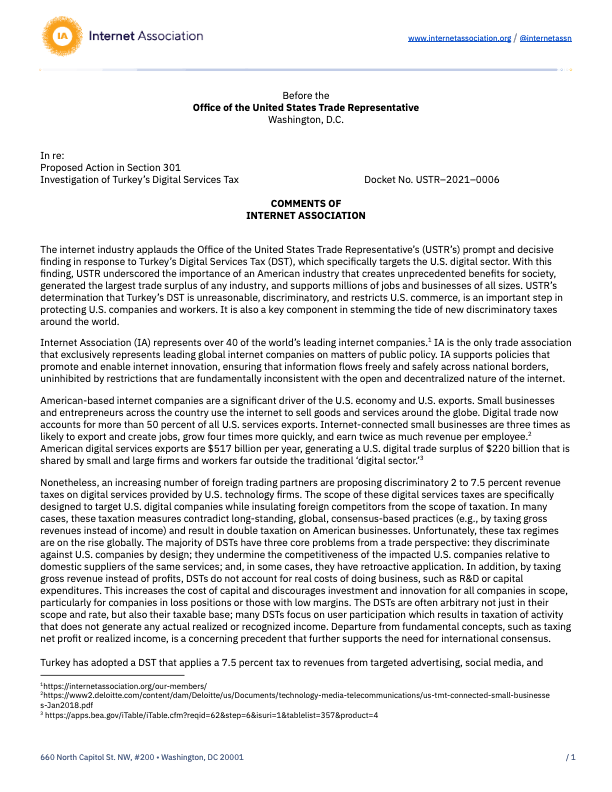 IA Internet Association
www.internetassociation.org / @internetassn
Before the
Office of the United States Trade Representative
Washington, D.C.
In re:
Proposed Action in Section 301
Investigation of Turkey's Digital Services Tax Docket No. USTR–2021–0006
COMMENTS OF
INTERNET ASSOCIATION
The internet industry applauds the Office of the United States Trade Representative's (USTR's) prompt and decisive
finding in response to Turkey's Digital Services Tax (DST), which specifically targets the U.S. digital sector. With this
finding, USTR underscored the importance of an American industry that creates unprecedented benefits for society,
generated the largest trade surplus of any industry, and supports millions of jobs and businesses of all sizes. USTR's
determination that Turkey's DST is unreasonable, discriminatory, and restricts U.S. commerce, is an important step in
protecting U.S. companies and workers. It is also a key component in stemming the tide of new discriminatory taxes
around the world.
Internet Association (IA) represents over 40 of the world's leading internet companies.¹ IA is the only trade association
that exclusively represents leading global internet companies on matters of public policy. IA supports policies that
promote and enable internet innovation, ensuring that information flows freely and safely across national borders,
uninhibited by restrictions that are fundamentally inconsistent with the open and decentralized nature of the internet.
American-based internet companies are a significant driver of the U.S. economy and U.S. exports. Small businesses
and entrepreneurs across the country use the internet to sell goods and services around the globe. Digital trade now
accounts for more than 50 percent of all U.S. services exports. Internet-connected small businesses are three times as
likely to export and create jobs, grow four times more quickly, and earn twice as much revenue per employee.²
American digital services exports are $517 billion per year, generating a U.S. digital trade surplus of $220 billion that is
shared by small and large firms and workers far outside the traditional 'digital sector.'³
Nonetheless, an increasing number of foreign trading partners are proposing discriminatory 2 to 7.5 percent revenue
taxes on digital services provided by U.S. technology firms. The scope of these digital services taxes are specifically
designed to target U.S. digital companies while insulating foreign competitors from the scope of taxation. In many
cases, these taxation measures contradict long-standing, global, consensus-based practices (e.g., by taxing gross
revenues instead of income) and result in double taxation on American businesses. Unfortunately, these tax regimes
are on the rise globally. The majority of DSTs have three core problems from a trade perspective: they discriminate
against U.S. companies by design; they undermine the competitiveness of the impacted U.S. companies relative to
domestic suppliers of the same services; and, in some cases, they have retroactive application. In addition, by taxing
gross revenue instead of profits, DSTs do not account for real costs of doing business, such as R&D or capital
expenditures. This increases the cost of capital and discourages investment and innovation for all companies in scope,
particularly for companies in loss positions or those with low margins. The DSTs are often arbitrary not just in their
scope and rate, but also their taxable base; many DSTs focus on user participation which results in taxation of activity
that does not generate any actual realized or recognized income. Departure from fundamental concepts, such as taxing
net profit or realized income, is a concerning precedent that further supports the need for international consensus.
Turkey has adopted a DST that applies a 7.5 percent tax to revenues from targeted advertising, social media, and
¹https://internetassociation.org/our-members/
²https://www2.deloitte.com/content/dam/Deloitte/us/Documents/technology-media-telecommunications/us-tmt-connected-small-businesse
s-Jan2018.pdf
³ https://apps.bea.gov/iTable/iTable.cfm?reqid=62&step=6&isuri=1&tablelist=357&product=4
660 North Capitol St. NW, #200 • Washington, DC 20001 / 1